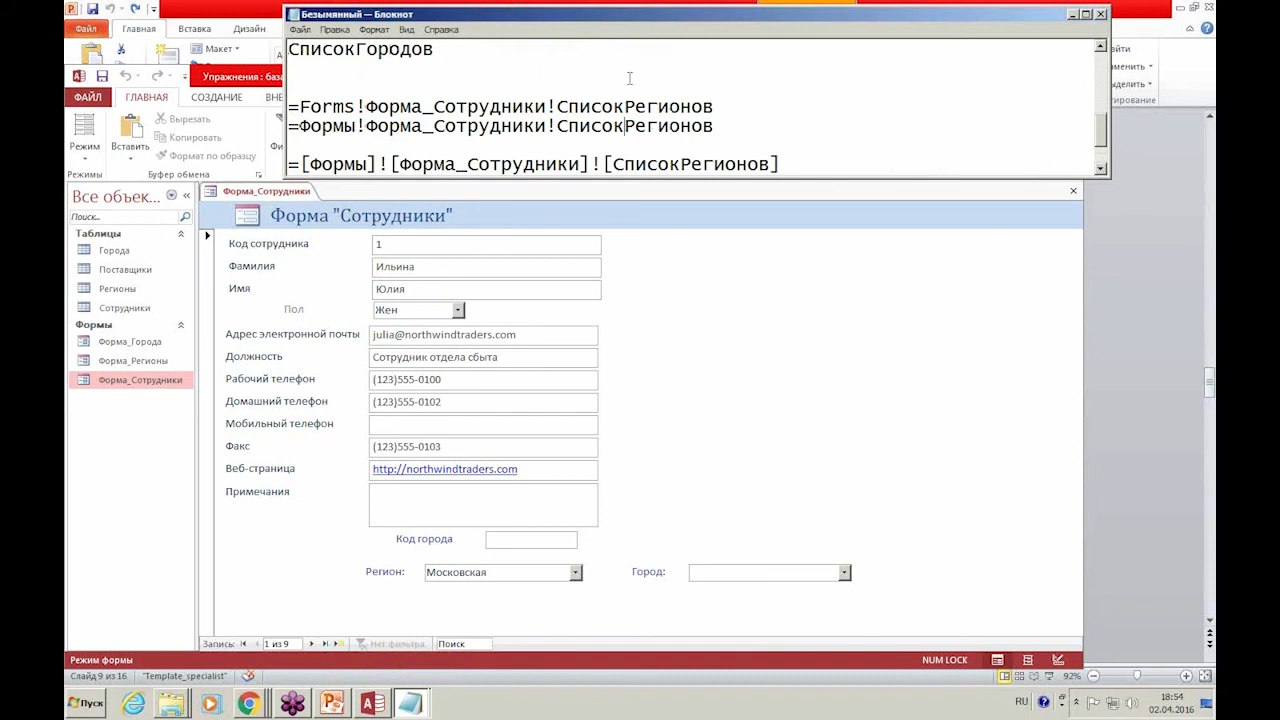 Безымянный — Блокнот
Файл Правка Формат Вид Справка
СписокГородов
=Forms!Форма_Сотрудники!СписокРегионов
=Формы!Форма_Сотрудники!СписокРегионов
=[Формы]![Форма_Сотрудники]![СписокРегионов]
Файл Главная Вставка Дизайн
Макет
Упражнения : база
ФАЙЛ ГЛАВНАЯ СОЗДАНИЕ ВНЕ
Режим Вставить
Вырезать
Копировать
Формат по образцу
Режимы Буфер обмена
Все объек...
Поиск...
Таблицы
Города
Поставщики
Регионы
Сотрудники
Формы
Форма_Города
Форма_Регионы
Форма_Сотрудники
Форма_Сотрудники
Форма "Сотрудники"
Код сотрудника 1
Фамилия Ильина
Имя Юлия
Пол Жен
Адрес электронной почты julia@northwindtraders.com
Должность Сотрудник отдела сбыта
Рабочий телефон (123)555-0100
Домашний телефон (123)555-0102
Мобильный телефон
Факс (123)555-0103
Веб-страница http://northwindtraders.com
Примечания
Код города
Регион: Московская Город:
Запись: 1 из 9 Нет фильтра Поиск
Режим формы NUM LOCK
Слайд 9 из 16 "Template_specialist" 92%
Пуск RU 18:54
02.04.2016